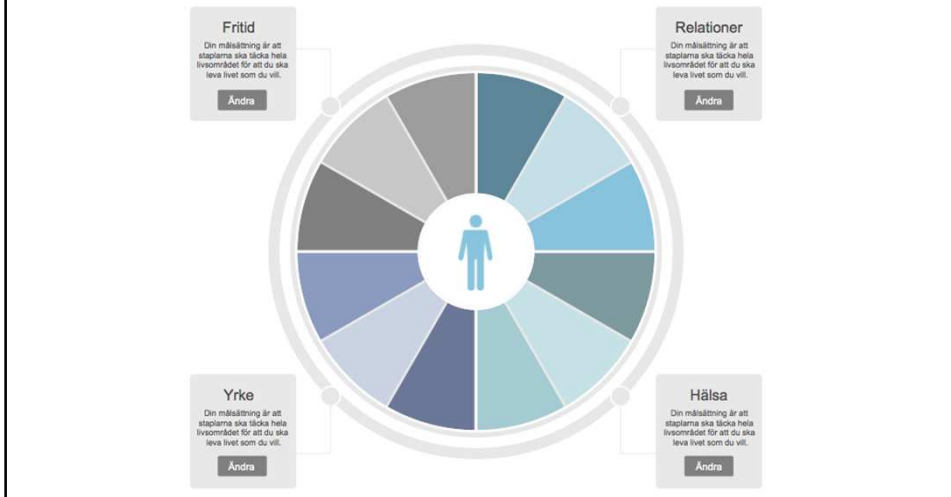 Fritid
Din målsättning är att
staplarna ska täcka hela
livsområdet för att du ska
leva livet som du vill.
Ändra
Relationer
Din målsättning är att
staplarna ska täcka hela
livsområdet för att du ska
leva livet som du vill.
Ändra
Yrke
Din målsättning är att
staplarna ska täcka hela
livsområdet för att du ska
leva livet som du vill.
Ändra
Hälsa
Din målsättning är att
staplarna ska täcka hela
livsområdet för att du ska
leva livet som du vill.
Ändra